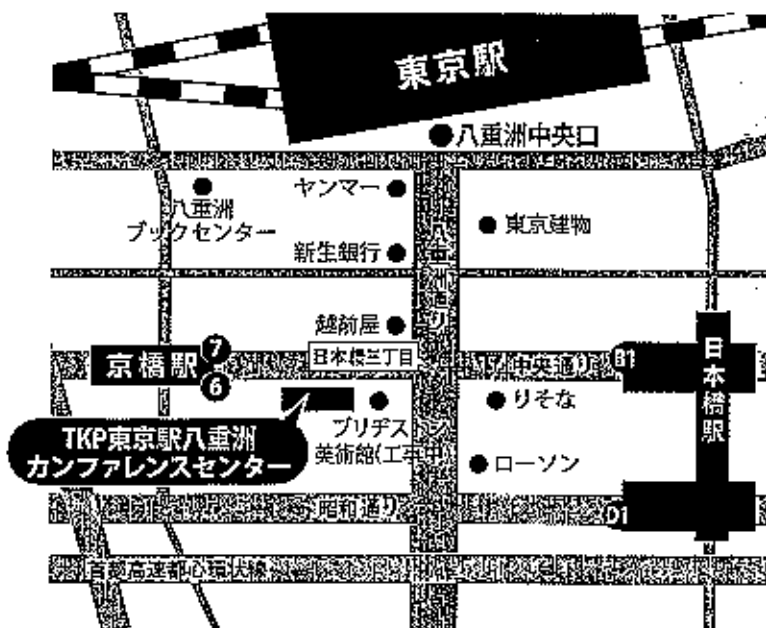 東京駅
八重洲中央口
ヤンマー
八重洲
ブックセンター
東京建物
新生銀行
八重洲通り
越前屋
日本橋三丁目
京橋駅
7
6
中央通り
B1
日本橋駅
TKP東京駅八重洲
カンファレンスセンター
ブリヂストン
美術館(工事中)
りそな
ローソン
昭和通り
D1
首都高速都心環状線